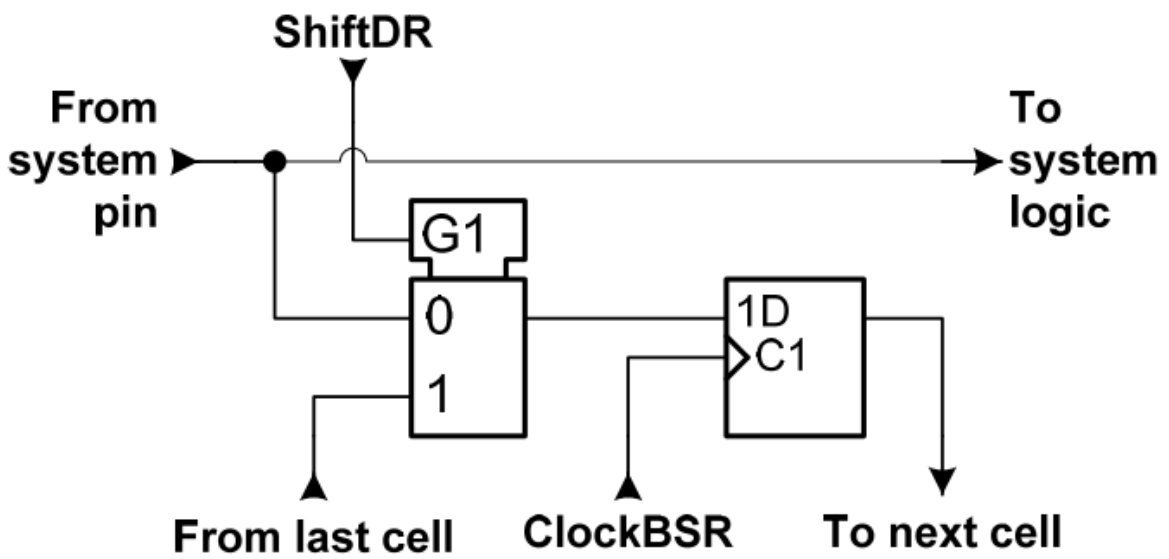 ShiftDR
From
system
pin
To
system
logic
G1
0
1
1D
C1
From last cell
ClockBSR
To next cell